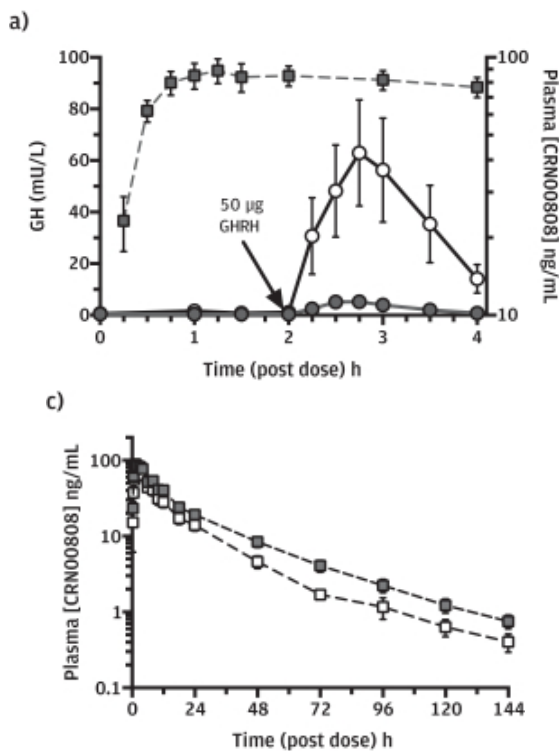 a)
100
80
60
40
20
0
GH (mU/L)
100
10
Plasma [CRN00808] ng/mL
50 µg
GHRH
0 1 2 3 4
Time (post dose) h
c)
100
10
1
0.1
Plasma [CRN00808] ng/mL
0 24 48 72 96 120 144
Time (post dose) h